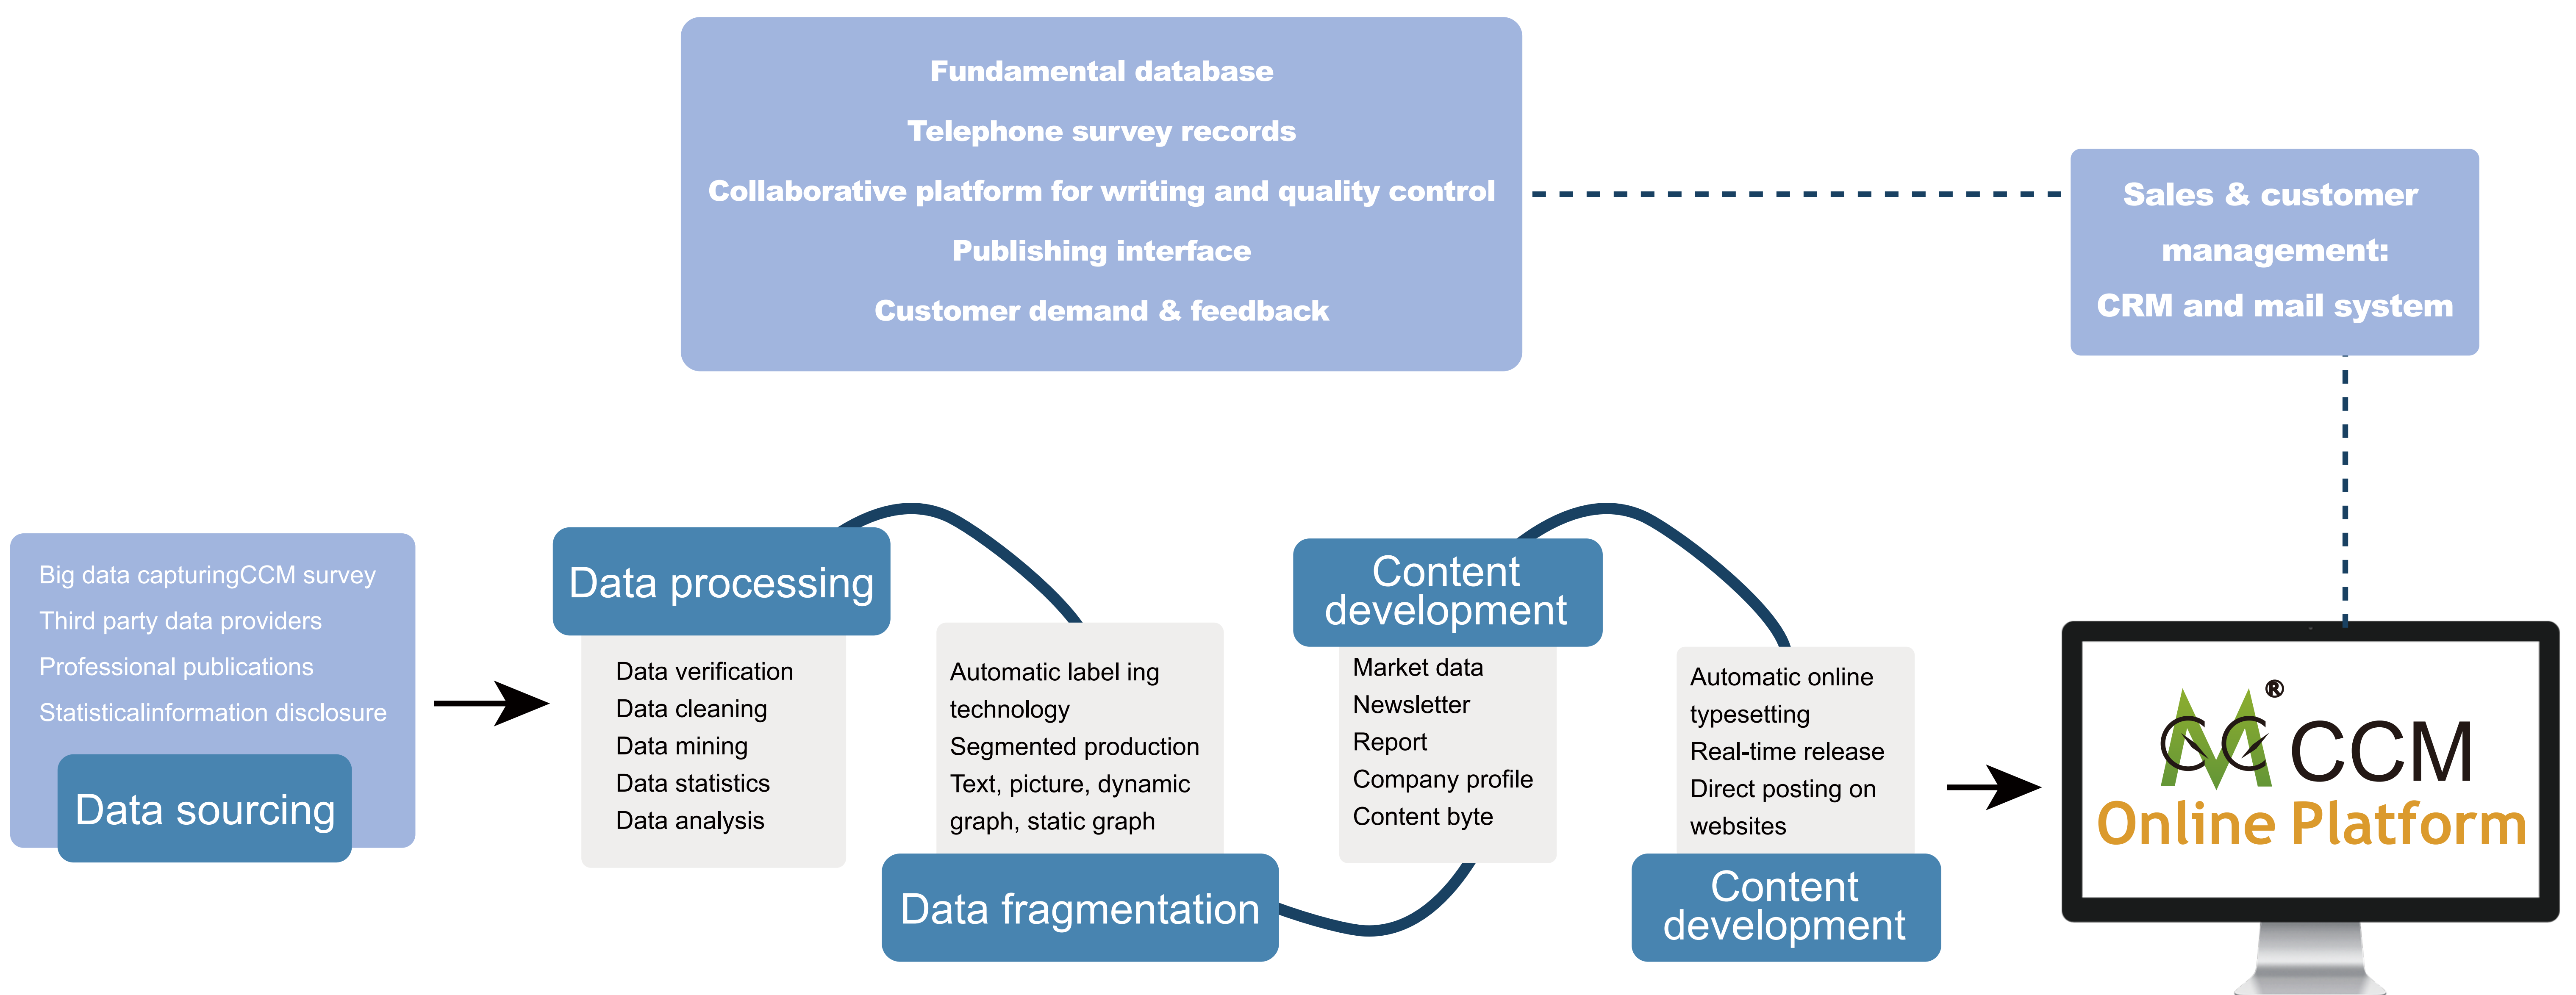 Fundamental database
Telephone survey records
Collaborative platform for writing and quality control
Publishing interface
Customer demand & feedback
Sales & customer
management:
CRM and mail system
Big data capturingCCM survey
Third party data providers
Professional publications
Statisticalinformation disclosure
Data sourcing
Data processing
Data verification
Data cleaning
Data mining
Data statistics
Data analysis
Automatic label ing
technology
Segmented production
Text, picture, dynamic
graph, static graph
Data fragmentation
Content
development
Market data
Newsletter
Report
Company profile
Content byte
Automatic online
typesetting
Real-time release
Direct posting on
websites
Content
development
® CCM
Online Platform